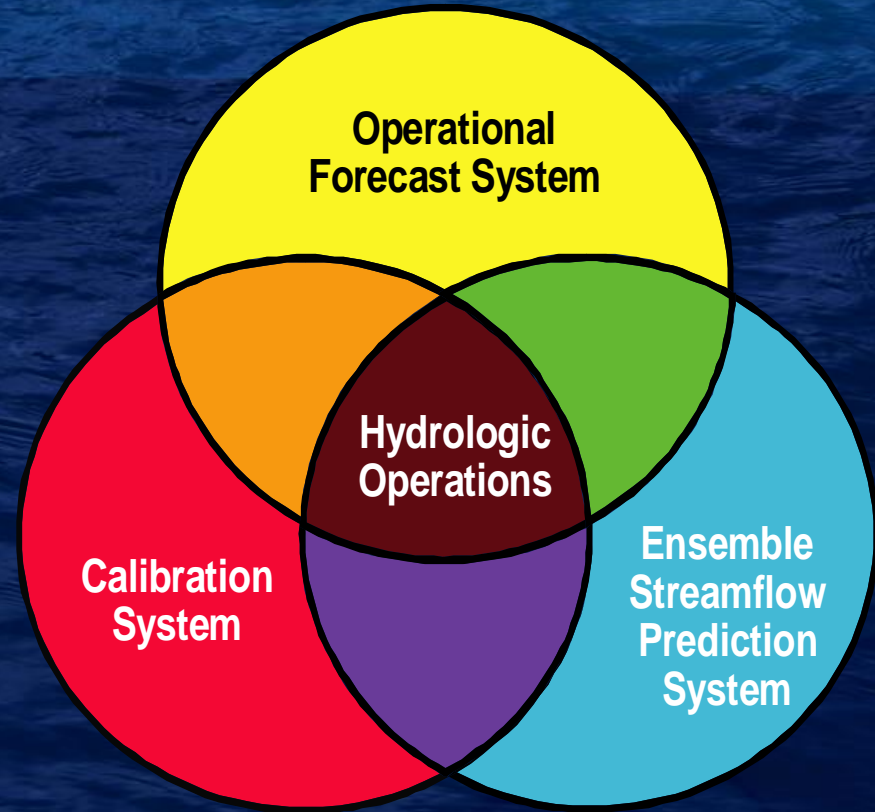 Operational
Forecast System
Hydrologic
Operations
Calibration
System
Ensemble
Streamflow
Prediction
System